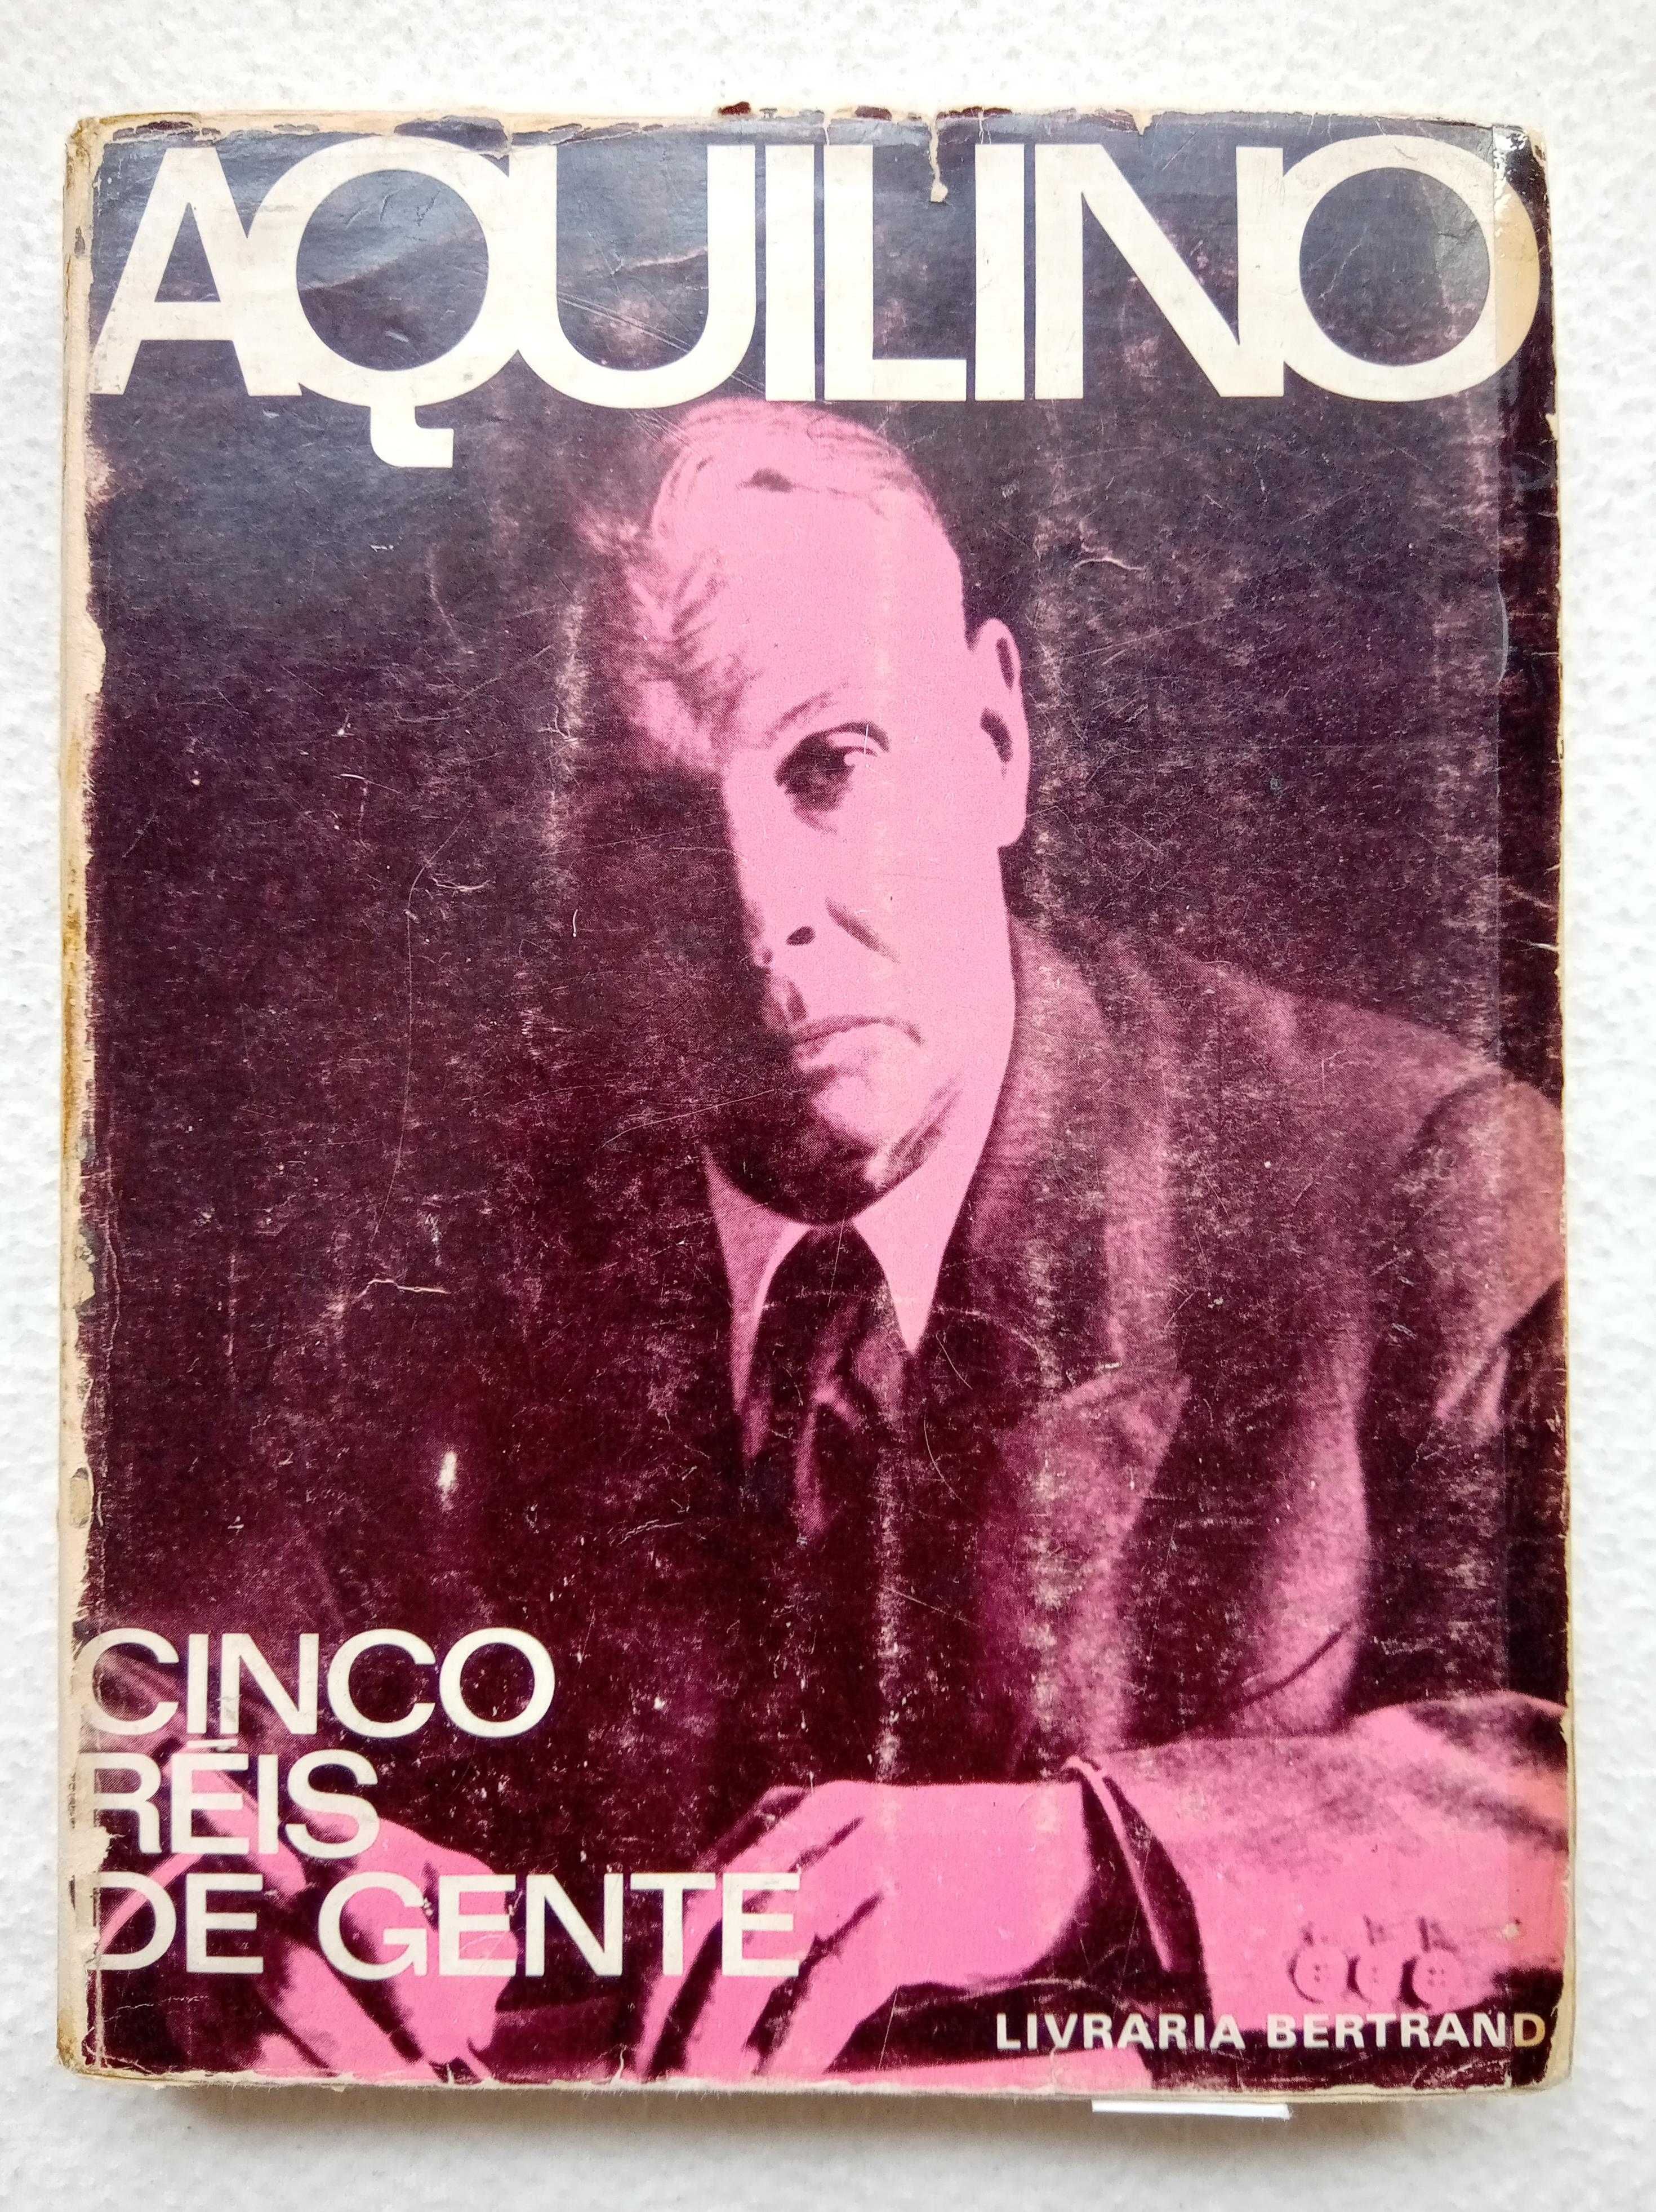 AQUILINO
CINCO
RÉIS
DE GENTE
LIVRARIA BERTRAND